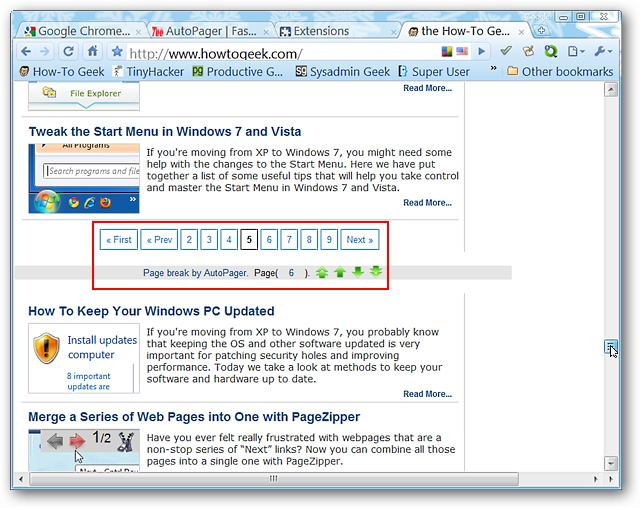 Google Chrome...
AutoPager | Fas...
Extensions
the How-To Ge...
http://www.howtogeek.com/
How-To Geek
TinyHacker
pg Productive G...
SG Sysadmin Geek
Super User
»
Other bookmarks
File Explorer
Read More...
Tweak the Start Menu in Windows 7 and Vista
All Programs
Search programs and file
»
If you're moving from XP to Windows 7, you might need some
help with the changes to the Start Menu. Here we have put
together a list of some useful tips that will help you take control
and master the Start Menu in Windows 7 and Vista.
Read More...
« First « Prev 2 3 4 5 6 7 8 9 Next »
Page break by AutoPager. Page( 6 ).
How To Keep Your Windows PC Updated
Install updates
computer
8 important
updates are
If you're moving from XP to Windows 7, you probably know
that keeping the OS and other software updated is very
important for patching security holes and improving
performance. Today we take a look at methods to keep your
software and hardware up to date.
Read More...
Merge a Series of Web Pages into One with PageZipper
1/2
Have you ever felt really frustrated with webpages that are a
non-stop series of “Next” links? Now you can combine all those
pages into a single one with PageZipper.